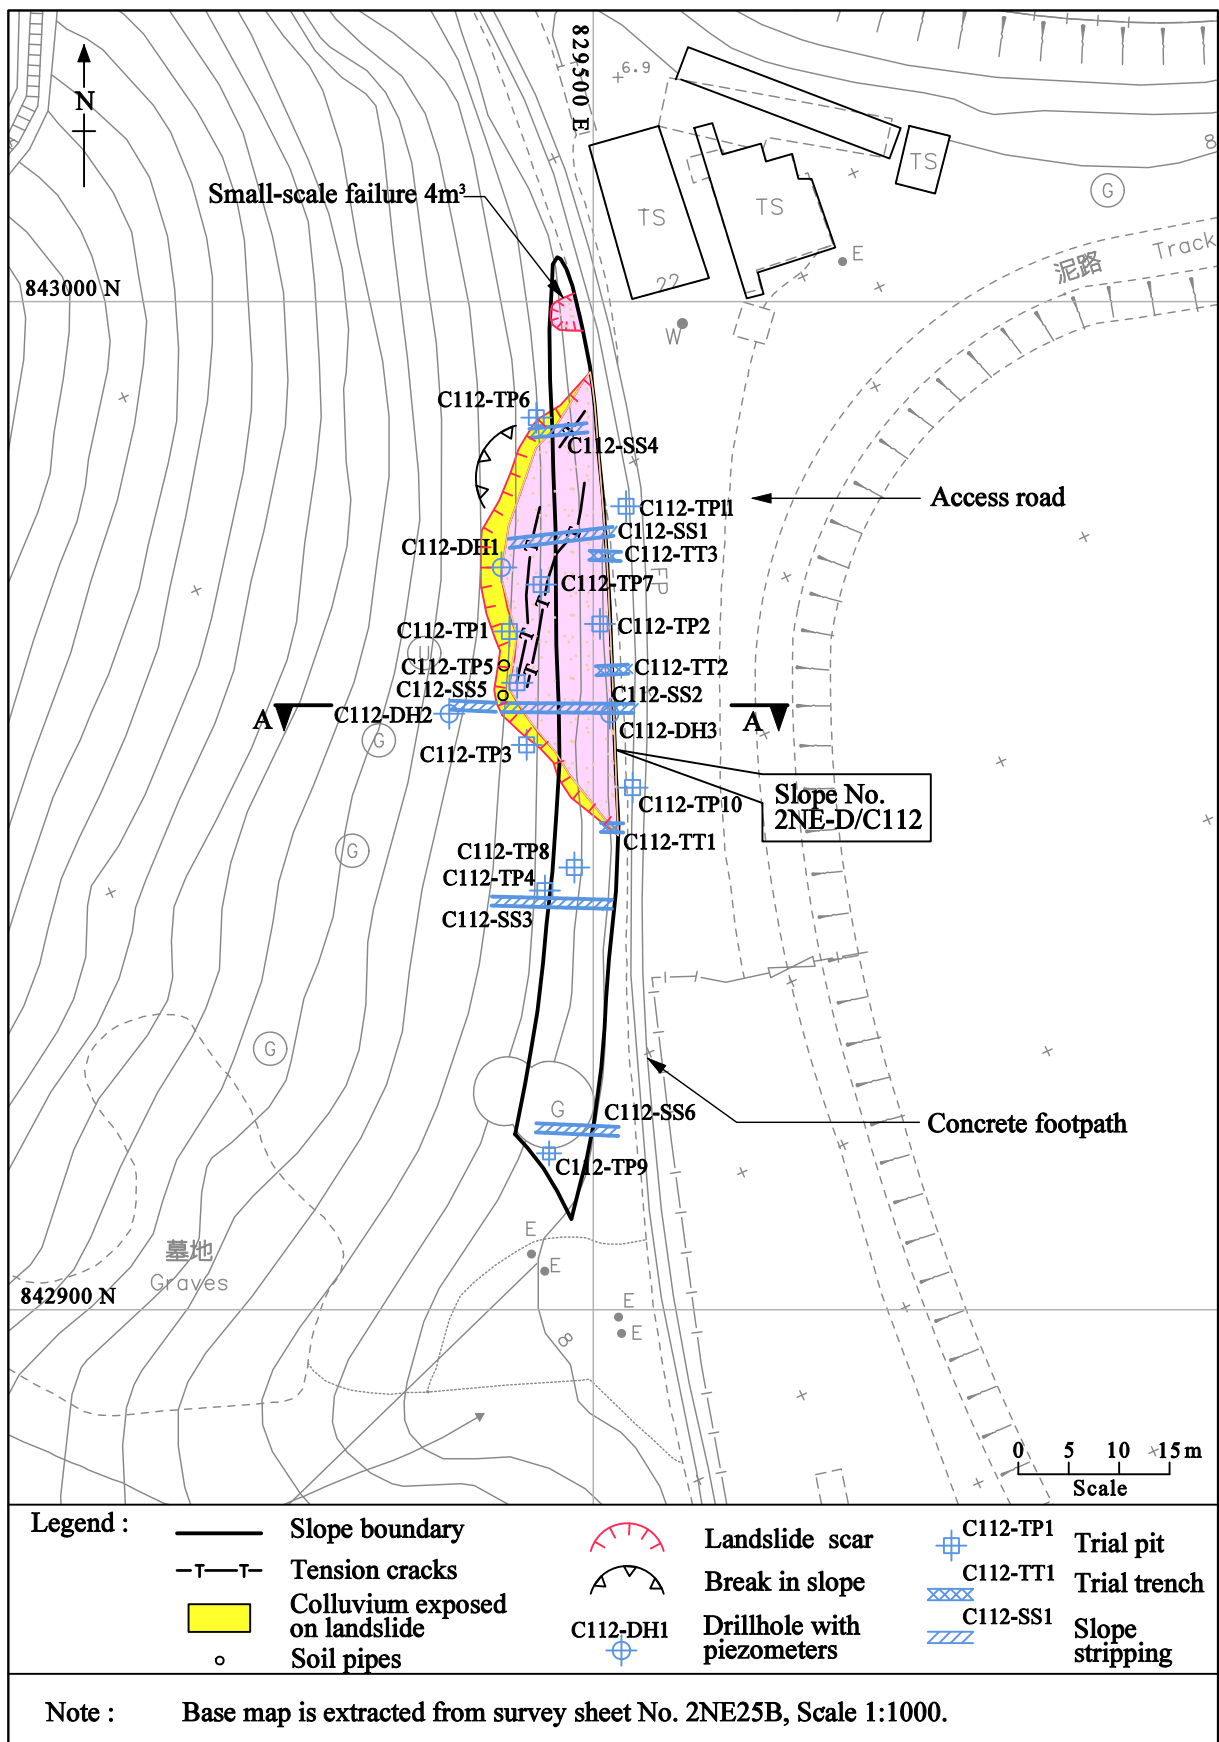 829500 E
6.9
N
TS
TS
TS
8
G
Small-scale failure 4m³
E
泥路
Track
22
843000 N
W
C112-TP6
C112-SS4
Access road
C112-TP11
C112-SS1
C112-DH1
C112-TT3
FP
C112-TP7
T
T
T
C112-TP1
C112-TP2
U
C112-TP5
C112-TT2
C112-SS5
C112-SS2
A
C112-DH2
A
C112-DH3
G
C112-TP3
Slope No.
2NE-D/C112
C112-TP10
C112-TT1
G
C112-TP8
C112-TP4
C112-SS3
G
G
C112-SS6
Concrete footpath
C112-TP9
E
墓地
E
Graves
842900 N
E
E
8
0 5 10 15 m
Scale
Legend :
Slope boundary
T T
Tension cracks
Colluvium exposed
on landslide
Soil pipes
Landslide scar
Break in slope
C112-DH1
Drillhole with
piezometers
C112-TP1
Trial pit
C112-TT1
Trial trench
C112-SS1
Slope
stripping
Note : Base map is extracted from survey sheet No. 2NE25B, Scale 1:1000.